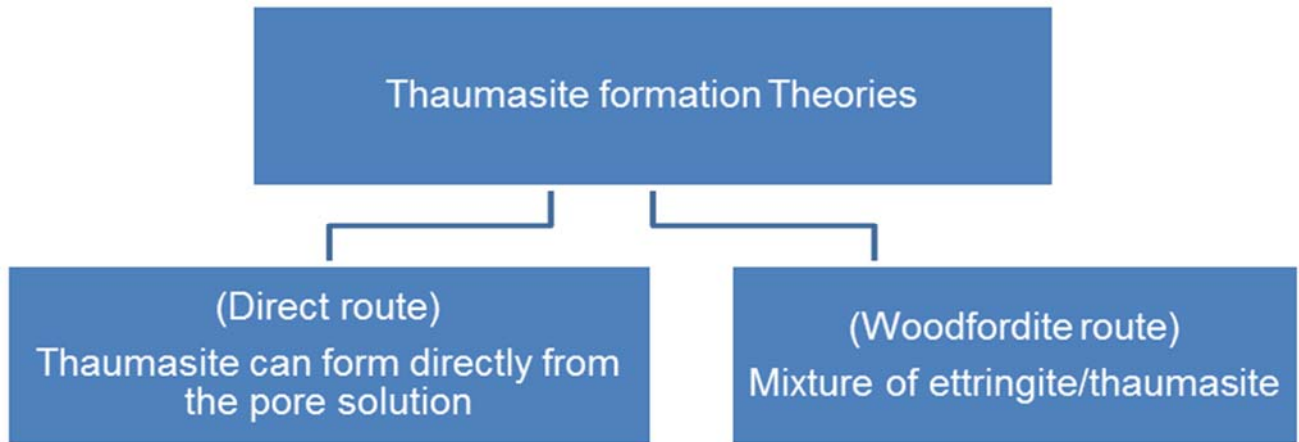 Thaumasite formation Theories
(Direct route)
Thaumasite can form directly from
the pore solution
(Woodfordite route)
Mixture of ettringite/thaumasite